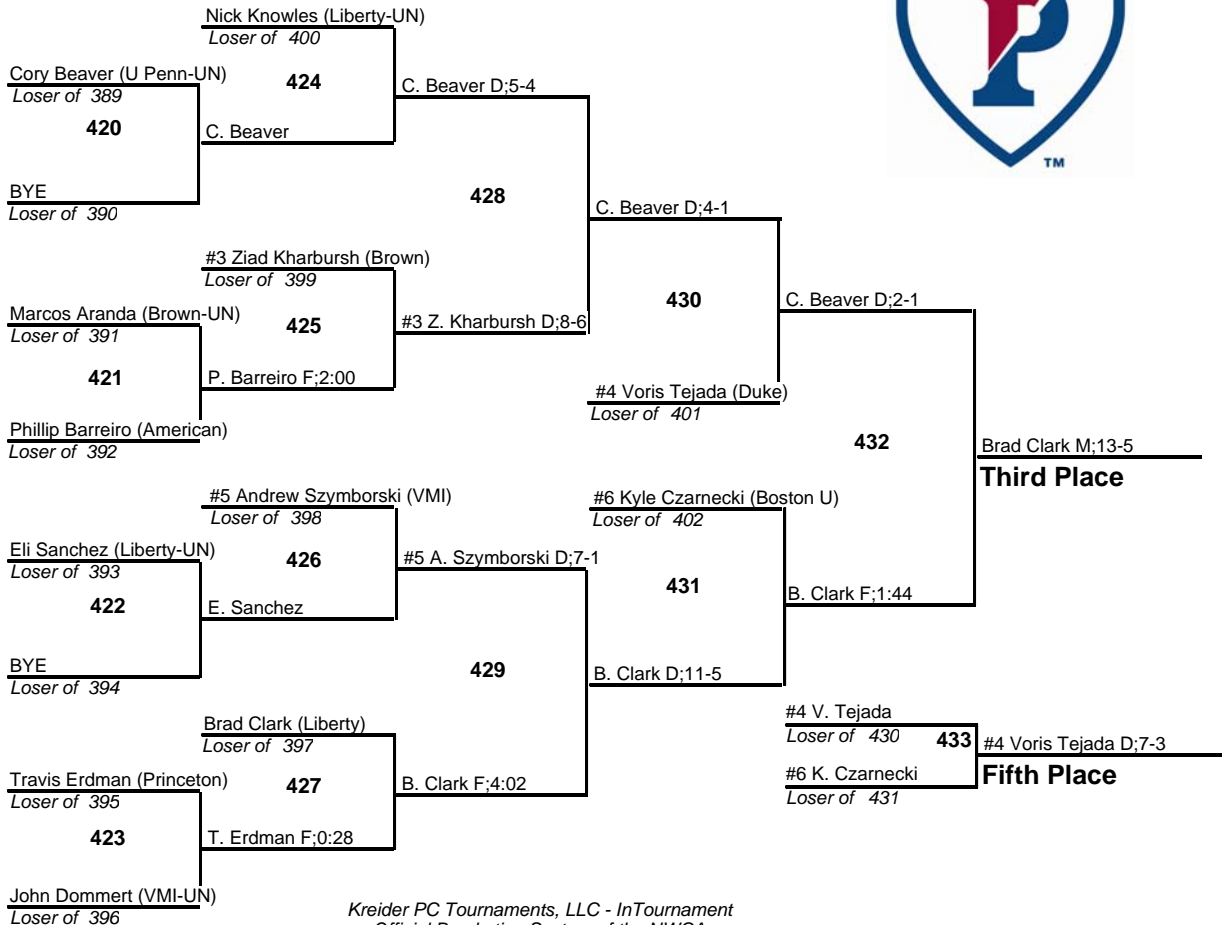 Nick Knowles (Liberty-UN)
Loser of 400
Cory Beaver (U Penn-UN)
Loser of 389
424
C. Beaver D;5-4
420
C. Beaver
BYE
Loser of 390
428
C. Beaver D;4-1
#3 Ziad Kharbursh (Brown)
Loser of 399
Marcos Aranda (Brown-UN)
Loser of 391
425
#3 Z. Kharbursh D;8-6
430
C. Beaver D;2-1
421
P. Barreiro F;2:00
#4 Voris Tejada (Duke)
Loser of 401
Phillip Barreiro (American)
Loser of 392
432
Brad Clark M;13-5
Third Place
#5 Andrew Szymborski (VMI)
Loser of 398
#6 Kyle Czarnecki (Boston U)
Loser of 402
Eli Sanchez (Liberty-UN)
Loser of 393
426
#5 A. Szymborski D;7-1
422
E. Sanchez
431
B. Clark F;1:44
BYE
Loser of 394
429
B. Clark D;11-5
Brad Clark (Liberty)
Loser of 397
#4 V. Tejada
Loser of 430
433
#4 Voris Tejada D;7-3
Fifth Place
Travis Erdman (Princeton)
Loser of 395
427
B. Clark F;4:02
#6 K. Czarnecki
Loser of 431
423
T. Erdman F;0:28
John Dommert (VMI-UN)
Loser of 396
Kreider PC Tournaments, LLC - InTournament
P
TM